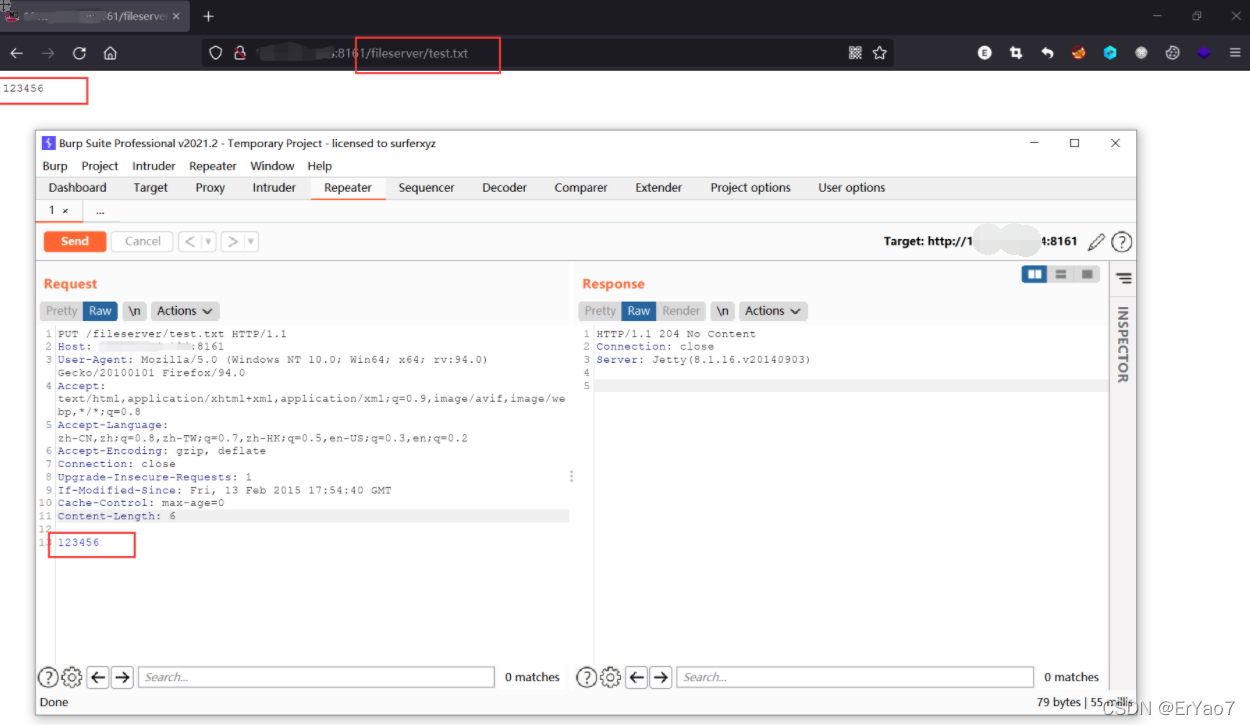 .61/fileserve
:8161/fileserver/test.txt
123456
Burp Suite Professional v2021.2 - Temporary Project - licensed to surferxyz
Burp Project Intruder Repeater Window Help
Dashboard Target Proxy Intruder Repeater Sequencer Decoder Comparer Extender Project options User options
1 × ...
Send Cancel < > Target: http://1 4:8161
Request
Pretty Raw \n Actions
1 PUT /fileserver/test.txt HTTP/1.1
2 Host: :8161
3 User-Agent: Mozilla/5.0 (Windows NT 10.0; Win64; x64; rv:94.0)
Gecko/20100101 Firefox/94.0
4 Accept:
text/html,application/xhtml+xml,application/xml;q=0.9,image/avif,image/we
bp,*/*;q=0.8
5 Accept-Language:
zh-CN,zh;q=0.8,zh-TW;q=0.7,zh-HK;q=0.5,en-US;q=0.3,en;q=0.2
6 Accept-Encoding: gzip, deflate
7 Connection: close
8 Upgrade-Insecure-Requests: 1
9 If-Modified-Since: Fri, 13 Feb 2015 17:54:40 GMT
10 Cache-Control: max-age=0
11 Content-Length: 6
12
13 123456
Response
Pretty Raw Render \n Actions
1 HTTP/1.1 204 No Content
2 Connection: close
3 Server: Jetty(8.1.16.v20140903)
4
5
INSPECTOR
Search... 0 matches
Search... 0 matches
Done
79 bytes | 55 millis
CSDN @ErYao7